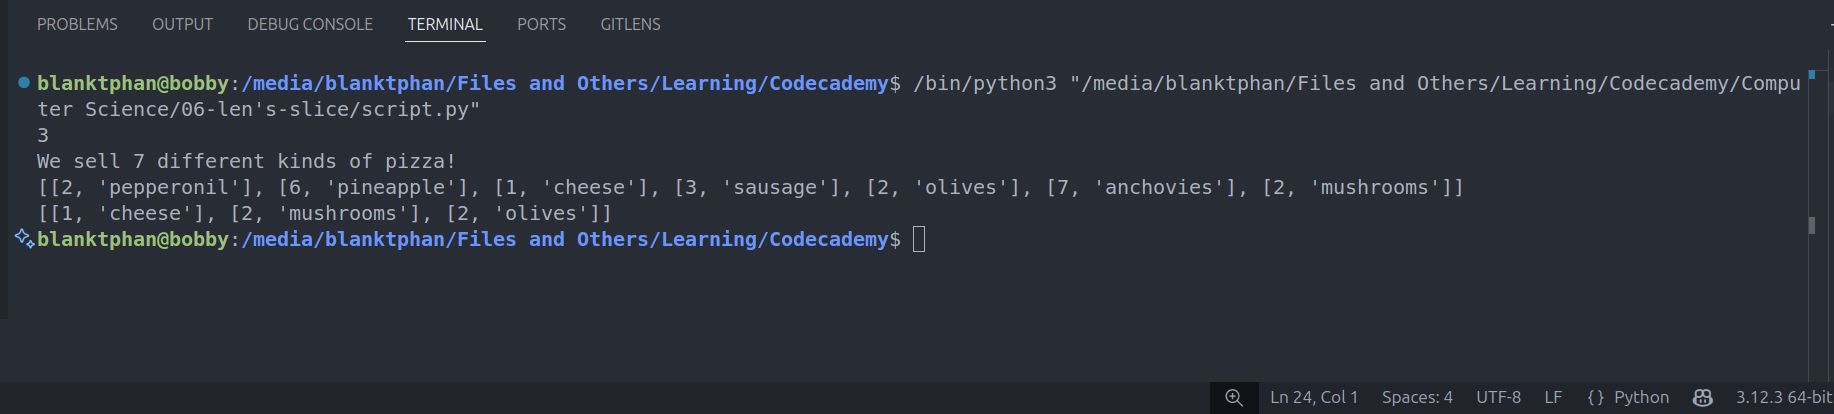 PROBLEMS OUTPUT DEBUG CONSOLE TERMINAL PORTS GITLENS
blanktphan@bobby:/media/blanktphan/Files and Others/Learning/Codecademy$ /bin/python3 "/media/blanktphan/Files and Others/Learning/Codecademy/Compu
ter Science/06-len's-slice/script.py"
3
We sell 7 different kinds of pizza!
[[2, 'pepperonil'], [6, 'pineapple'], [1, 'cheese'], [3, 'sausage'], [2, 'olives'], [7, 'anchovies'], [2, 'mushrooms']]
[[1, 'cheese'], [2, 'mushrooms'], [2, 'olives']]
blanktphan@bobby:/media/blanktphan/Files and Others/Learning/Codecademy$
Ln 24, Col 1 Spaces: 4 UTF-8 LF {} Python 3.12.3 64-bit